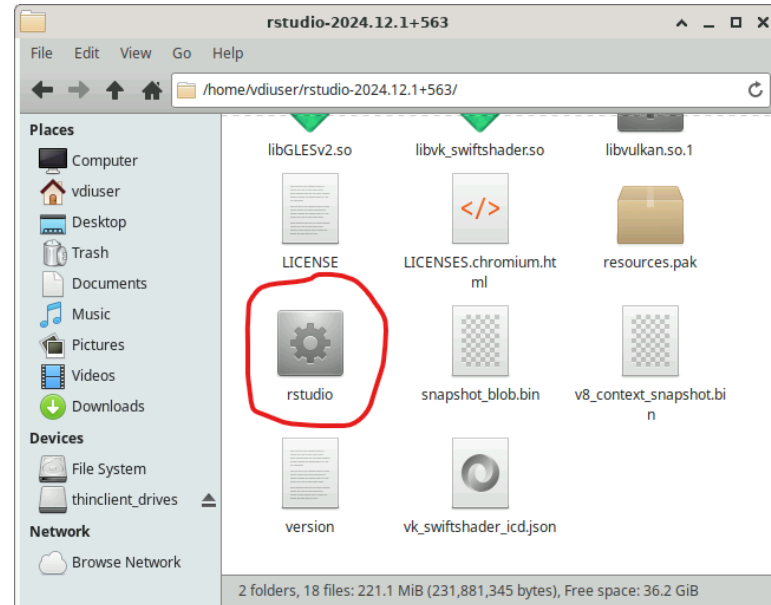 rstudio-2024.12.1+563
File Edit View Go Help
/home/vdiuser/rstudio-2024.12.1+563/
Places
Computer
vdiuser
Desktop
Trash
Documents
Music
Pictures
Videos
Downloads
Devices
File System
thinclient_drives
Network
Browse Network
libGLESv2.so
libvk_swiftshader.so
libvulkan.so.1
LICENSE
LICENSES.chromium.ht
ml
resources.pak
rstudio
snapshot_blob.bin
v8_context_snapshot.bi
n
version
vk_swiftshader_icd.json
2 folders, 18 files: 221.1 MiB (231,881,345 bytes), Free space: 36.2 GiB